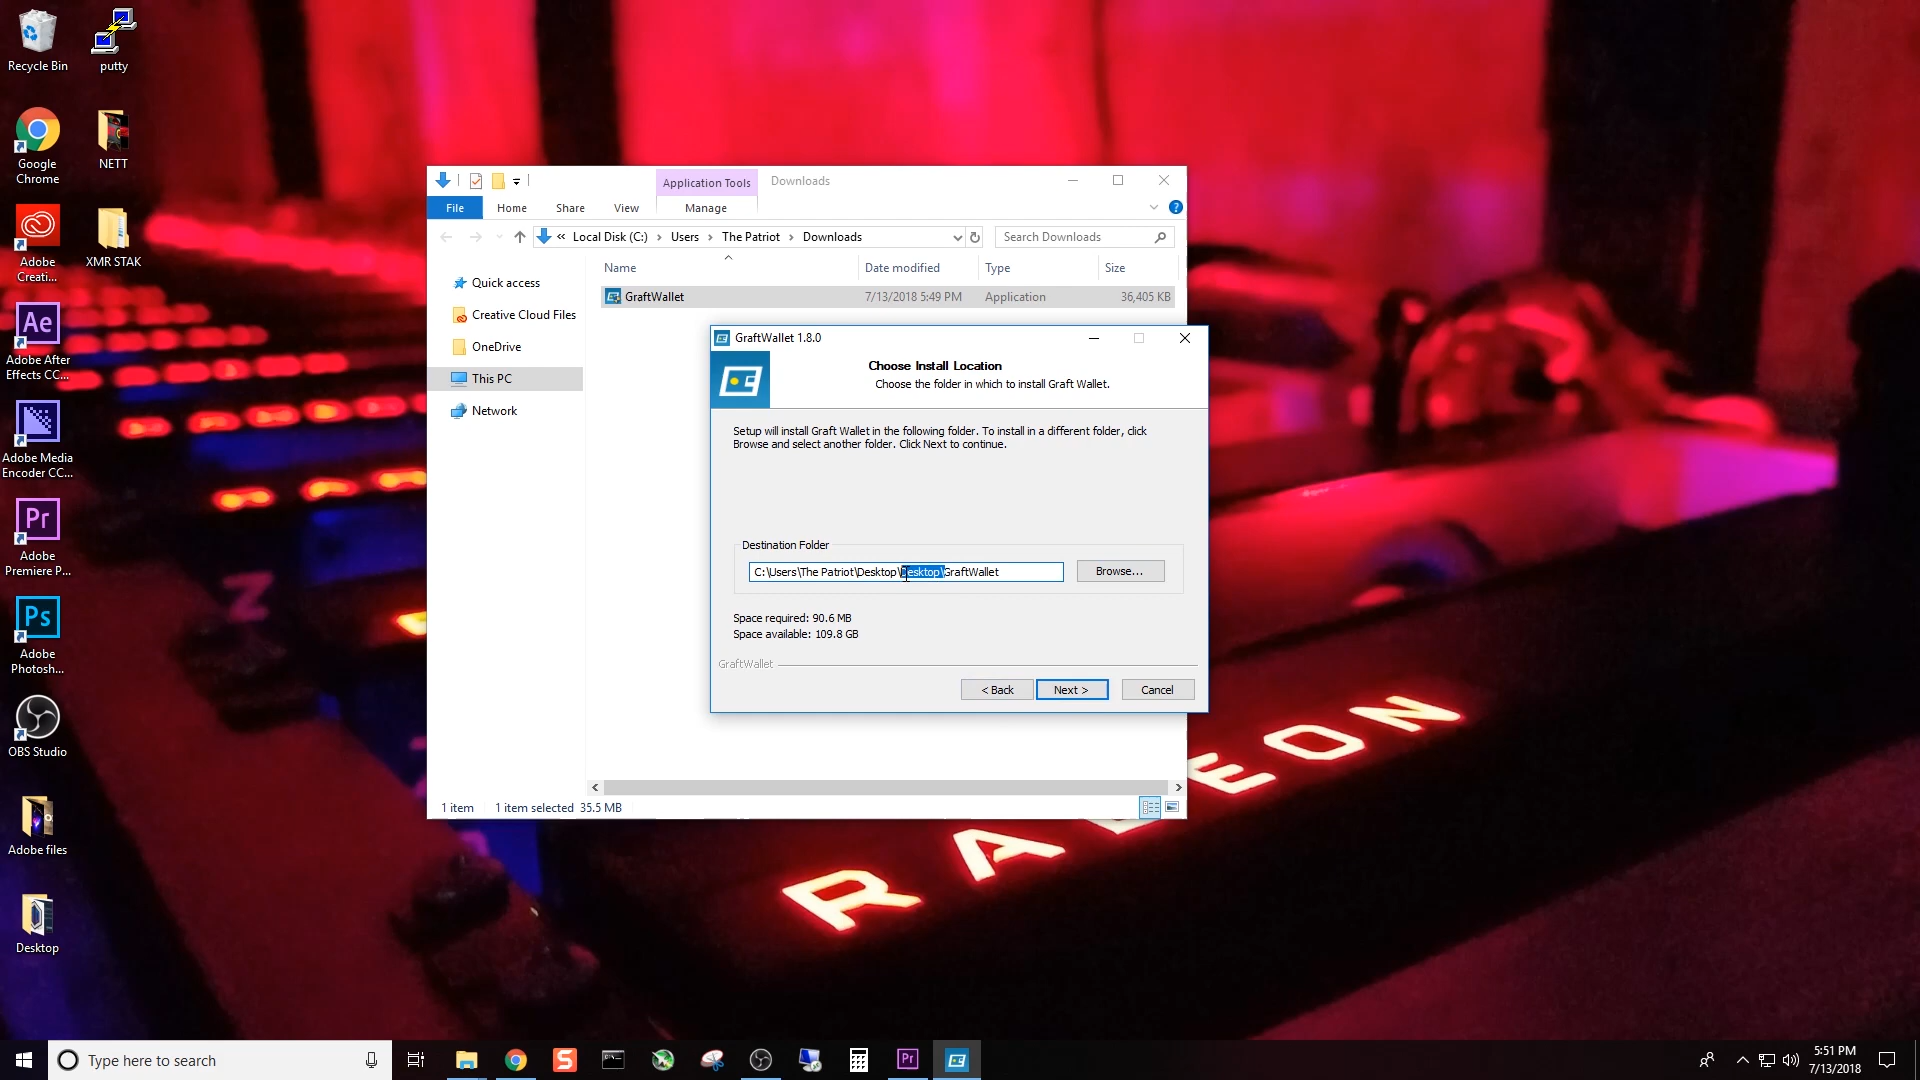 Recycle Bin
putty
Google
Chrome
NETT
Adobe
Creati...
XMR STAK
Ae
Adobe After
Effects CC...
Adobe Media
Encoder CC...
Pr
Adobe
Premiere P...
Ps
Adobe
Photosh...
OBS Studio
Adobe files
Desktop
Application Tools
Downloads
File
Home
Share
View
Manage
« Local Disk (C:) › Users › The Patriot › Downloads
Search Downloads
Name
Date modified
Type
Size
Quick access
Creative Cloud Files
OneDrive
This PC
Network
GraftWallet
7/13/2018 5:49 PM
Application
36,405 KB
GraftWallet 1.8.0
Choose Install Location
Choose the folder in which to install Graft Wallet.
Setup will install Graft Wallet in the following folder. To install in a different folder, click
Browse and select another folder. Click Next to continue.
Destination Folder
C:\Users\The Patriot\Desktop\Desktop\GraftWallet
Browse...
Space required: 90.6 MB
Space available: 109.8 GB
GraftWallet
< Back
Next >
Cancel
1 item
1 item selected 35.5 MB
RADEON
Type here to search
S
Pr
5:51 PM
7/13/2018